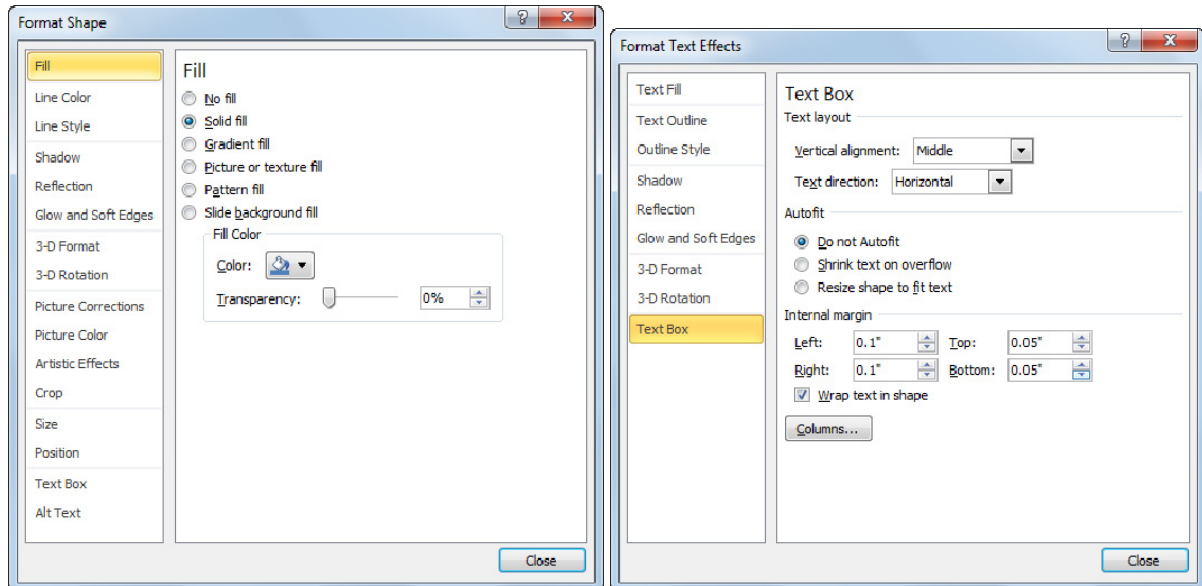 Format Shape
Fill
Line Color
Line Style
Shadow
Reflection
Glow and Soft Edges
3-D Format
3-D Rotation
Picture Corrections
Picture Color
Artistic Effects
Crop
Size
Position
Text Box
Alt Text
Fill
No fill
Solid fill
Gradient fill
Picture or texture fill
Pattern fill
Slide background fill
Fill Color
Color:
Transparency: 0%
Close
Format Text Effects
Text Fill
Text Outline
Outline Style
Shadow
Reflection
Glow and Soft Edges
3-D Format
3-D Rotation
Text Box
Text Box
Text layout
Vertical alignment: Middle
Text direction: Horizontal
Autofit
Do not Autofit
Shrink text on overflow
Resize shape to fit text
Internal margin
Left: 0.1" Top: 0.05"
Right: 0.1" Bottom: 0.05"
Wrap text in shape
Columns...
Close